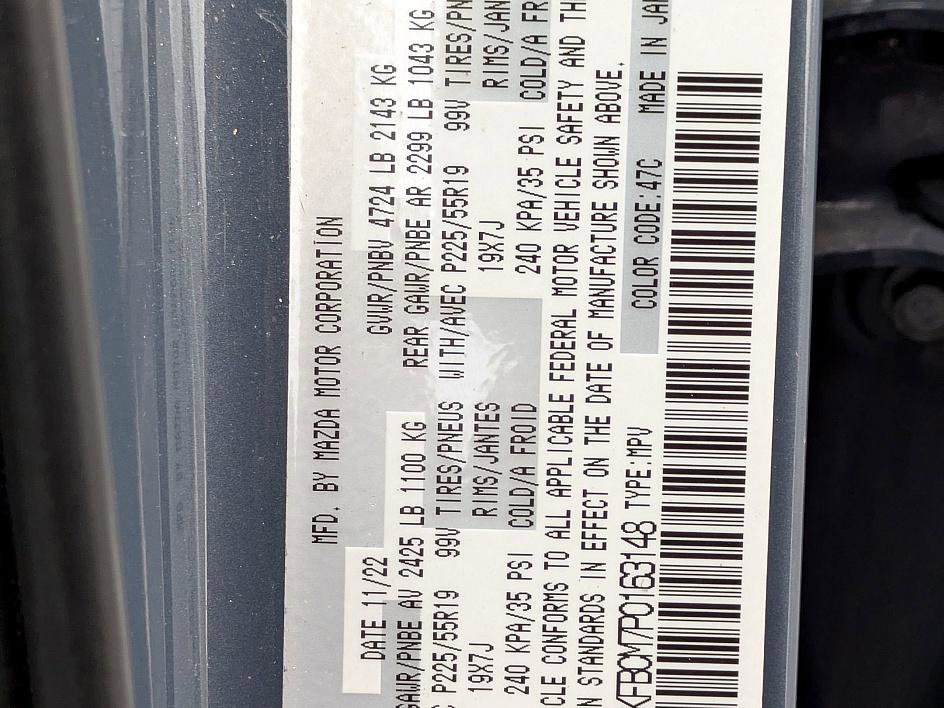 MFD. BY MAZDA MOTOR CORPORATION
DATE 11/22 GVWR/PNBV 4724 LB 2143 KG
GAWR/PNBE AV 2425 LB 1100 KG REAR GAWR/PNBE AR 2299 LB 1043 KG
P225/55R19 99V TIRES/PNEUS WITH/AVEC P225/55R19 99V TIRES/PN
19X7J RIMS/JANTES 19X7J RIMS/JAN
240 KPA/35 PSI COLD/A FROID 240 KPA/35 PSI COLD/A FR
CLE CONFORMS TO ALL APPLICABLE FEDERAL MOTOR VEHICLE SAFETY AND TH
N STANDARDS IN EFFECT ON THE DATE OF MANUFACTURE SHOWN ABOVE.
KFBCM7P0163148 TYPE:MPV COLOR CODE:47C MADE IN JA